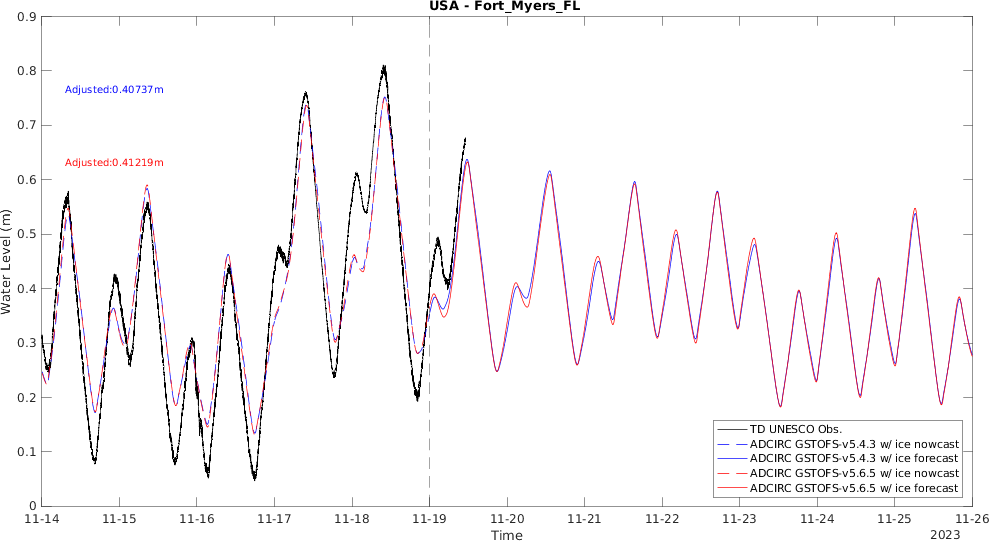 USA - Fort_Myers_FL
0.9
0.8
0.7
0.6
0.5
0.4
0.3
0.2
0.1
0
Water Level (m)
Adjusted:0.40737m
Adjusted:0.41219m
TD UNESCO Obs.
ADCIRC GSTOFS-v5.4.3 w/ ice nowcast
ADCIRC GSTOFS-v5.4.3 w/ ice forecast
ADCIRC GSTOFS-v5.6.5 w/ ice nowcast
ADCIRC GSTOFS-v5.6.5 w/ ice forecast
11-14 11-15 11-16 11-17 11-18 11-19 11-20 11-21 11-22 11-23 11-24 11-25 11-26
Time
2023